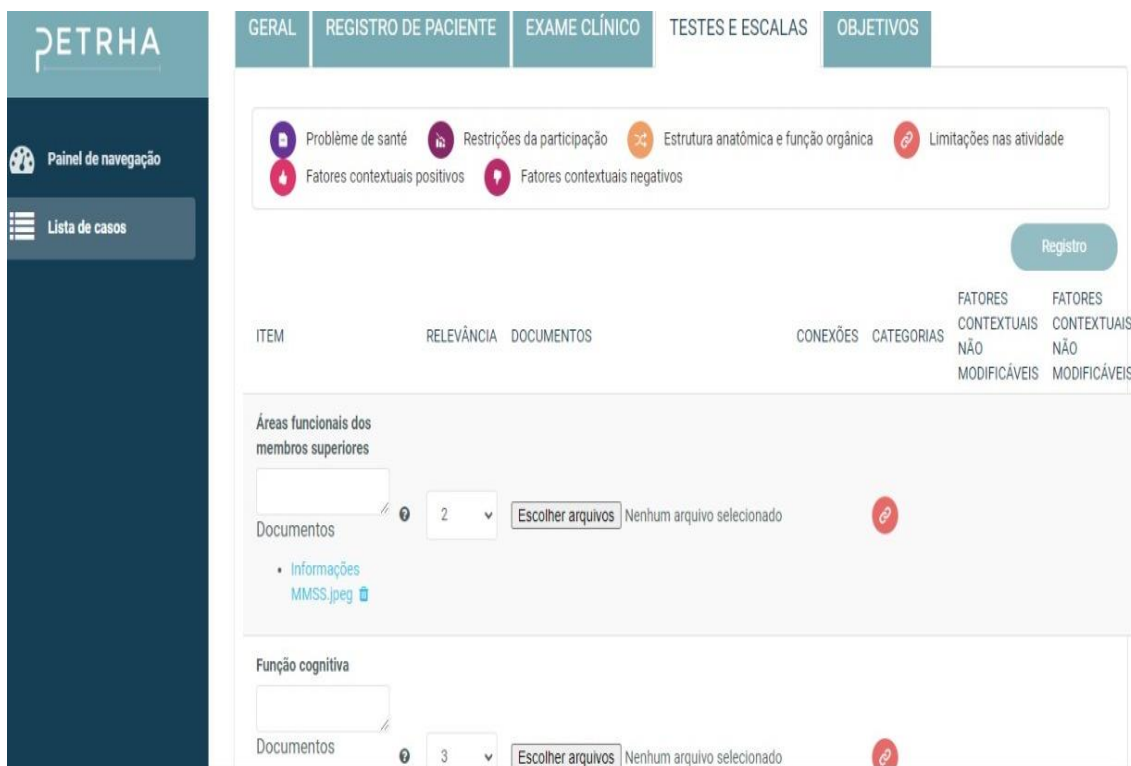 PETRHA
GERAL REGISTRO DE PACIENTE EXAME CLÍNICO TESTES E ESCALAS OBJETIVOS
Painel de navegação
Lista de casos
Problème de santé Restrições da participação Estrutura anatômica e função orgânica Limitações nas atividade
Fatores contextuais positivos Fatores contextuais negativos
Registro
ITEM RELEVÂNCIA DOCUMENTOS CONEXÕES CATEGORIAS FATORES CONTEXTUAIS NÃO MODIFICÁVEIS FATORES CONTEXTUAIS NÃO MODIFICÁVEIS
Áreas funcionais dos
membros superiores
2 Escolher arquivos Nenhum arquivo selecionado
Documentos
Informações
MMSS.jpeg
Função cognitiva
Documentos
3 Escolher arquivos Nenhum arquivo selecionado